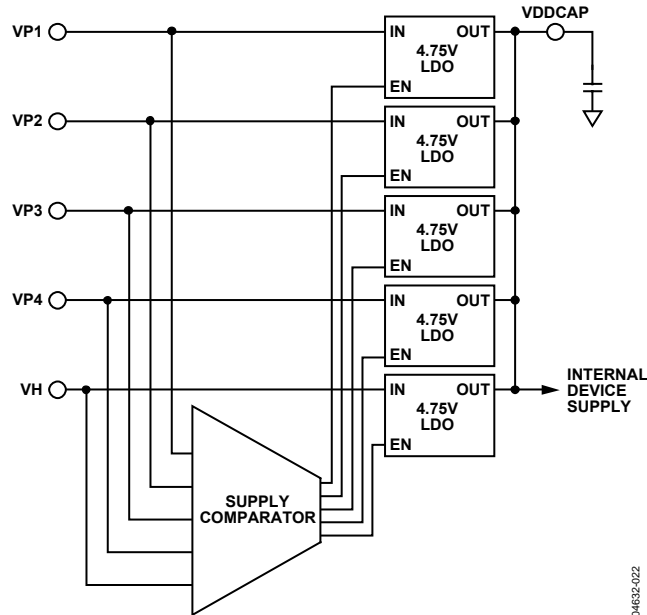 VP1
IN
OUT
4.75V
LDO
EN
VDDCAP
VP2
IN
OUT
4.75V
LDO
EN
VP3
IN
OUT
4.75V
LDO
EN
VP4
IN
OUT
4.75V
LDO
EN
VH
IN
OUT
4.75V
LDO
EN
INTERNAL
DEVICE
SUPPLY
SUPPLY
COMPARATOR
04632-022